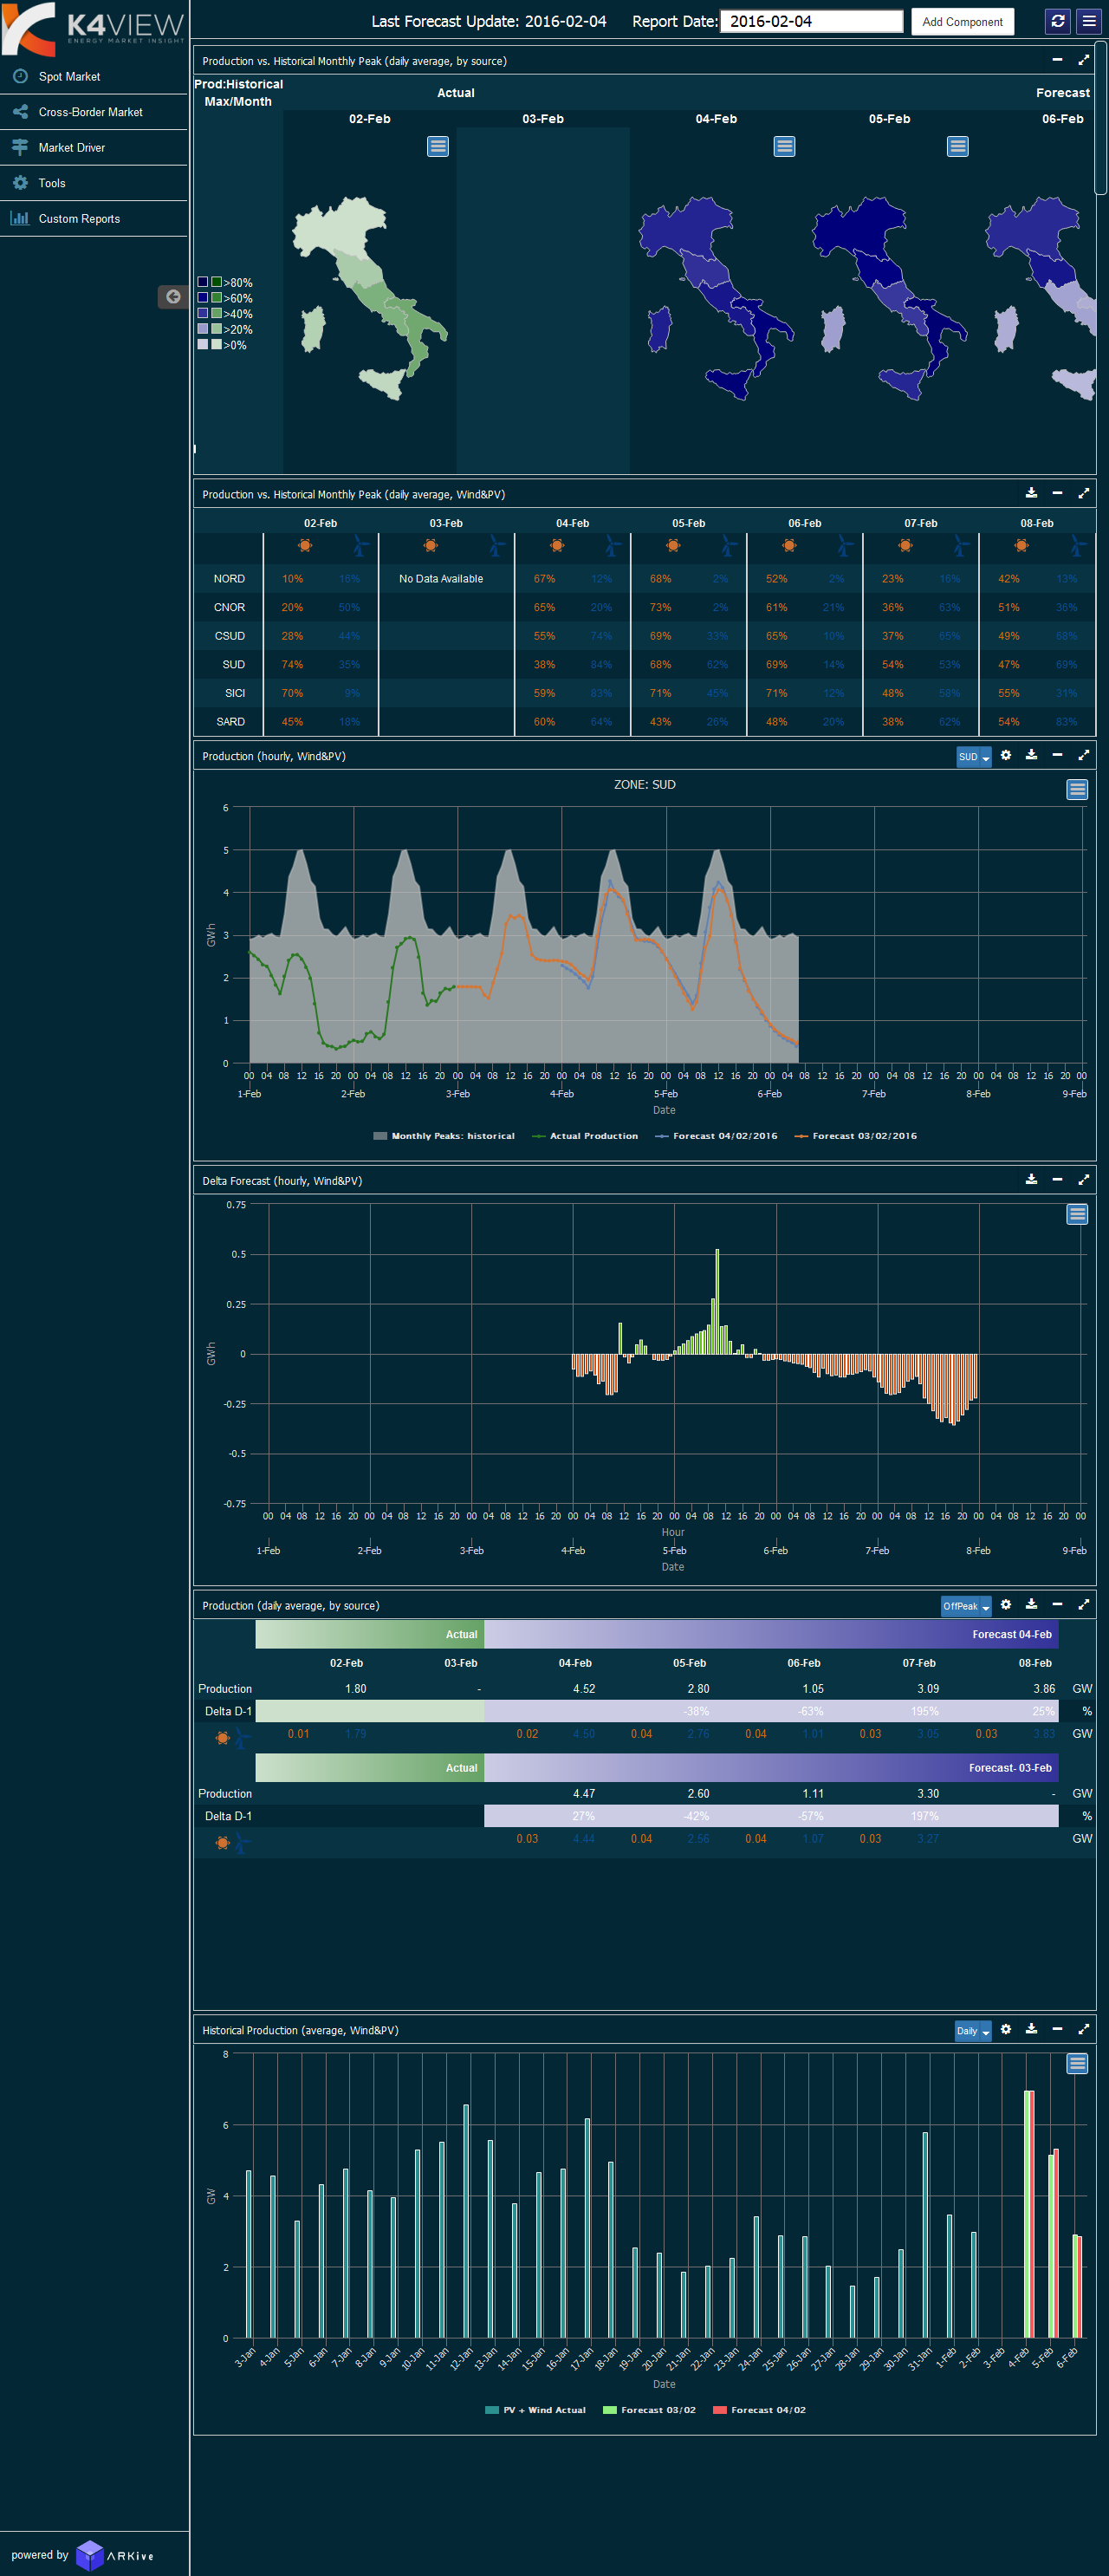 K4VIEW
ENERGY MARKET INSIGHT
Last Forecast Update: 2016-02-04 Report Date: 2016-02-04 Add Component
Spot Market
Cross-Border Market
Market Driver
Tools
Custom Reports
Production vs. Historical Monthly Peak (daily average, by source)
Prod:Historical
Max/Month
Actual Forecast
02-Feb 03-Feb 04-Feb 05-Feb 06-Feb
>80%
>60%
>40%
>20%
>0%
Production vs. Historical Monthly Peak (daily average, Wind&PV)
02-Feb 03-Feb 04-Feb 05-Feb 06-Feb 07-Feb 08-Feb
NORD 10% 16% No Data Available 67% 12% 68% 2% 52% 2% 23% 16% 42% 13%
CNOR 20% 50% 65% 20% 73% 2% 61% 21% 36% 63% 51% 36%
CSUD 28% 44% 55% 74% 69% 33% 65% 10% 37% 65% 49% 68%
SUD 74% 35% 38% 84% 68% 62% 69% 14% 54% 53% 47% 69%
SICI 70% 9% 59% 83% 71% 45% 71% 12% 48% 58% 55% 31%
SARD 45% 18% 60% 64% 43% 26% 48% 20% 38% 62% 54% 83%
Production (hourly, Wind&PV) SUD
ZONE: SUD
6
5
4
3
2
1
0
GWh
00 04 08 12 16 20 00 04 08 12 16 20 00 04 08 12 16 20 00 04 08 12 16 20 00 04 08 12 16 20 00 04 08 12 16 20 00 04 08 12 16 20 00 04 08 12 16 20 00
1-Feb 2-Feb 3-Feb 4-Feb 5-Feb 6-Feb 7-Feb 8-Feb 9-Feb
Date
Monthly Peaks: historical Actual Production Forecast 04/02/2016 Forecast 03/02/2016
Delta Forecast (hourly, Wind&PV)
0.75
0.5
0.25
0
-0.25
-0.5
-0.75
GWh
00 04 08 12 16 20 00 04 08 12 16 20 00 04 08 12 16 20 00 04 08 12 16 20 00 04 08 12 16 20 00 04 08 12 16 20 00 04 08 12 16 20 00 04 08 12 16 20 00
Hour
1-Feb 2-Feb 3-Feb 4-Feb 5-Feb 6-Feb 7-Feb 8-Feb 9-Feb
Date
Production (daily average, by source) OffPeak
Actual Forecast 04-Feb
02-Feb 03-Feb 04-Feb 05-Feb 06-Feb 07-Feb 08-Feb
Production 1.80 - 4.52 2.80 1.05 3.09 3.86 GW
Delta D-1 -38% -63% 195% 25% %
0.01 1.79 0.02 4.50 0.04 2.76 0.04 1.01 0.03 3.05 0.03 3.83 GW
Actual Forecast- 03-Feb
Production 4.47 2.60 1.11 3.30 - GW
Delta D-1 27% -42% -57% 197% %
0.03 4.44 0.04 2.56 0.04 1.07 0.03 3.27 GW
Historical Production (average, Wind&PV) Daily
8
6
4
2
0
GW
3-Jan 4-Jan 5-Jan 6-Jan 7-Jan 8-Jan 9-Jan 10-Jan 11-Jan 12-Jan 13-Jan 14-Jan 15-Jan 16-Jan 17-Jan 18-Jan 19-Jan 20-Jan 21-Jan 22-Jan 23-Jan 24-Jan 25-Jan 26-Jan 27-Jan 28-Jan 29-Jan 30-Jan 31-Jan 1-Feb 2-Feb 3-Feb 4-Feb 5-Feb 6-Feb
Date
PV + Wind Actual Forecast 03/02 Forecast 04/02
powered by ARKive